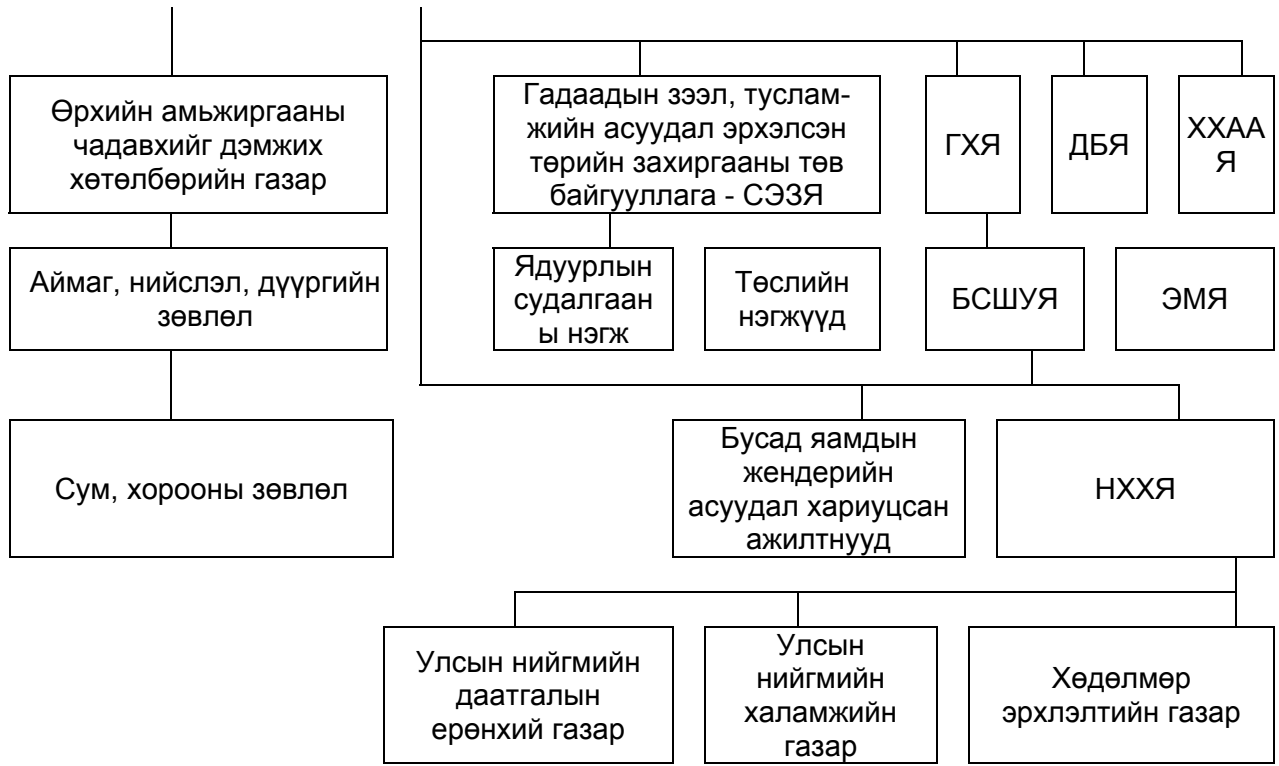 Өрхийн амьжиргааны
чадавхийг дэмжих
хөтөлбөрийн газар
Гадаадын зээл, туслам-
жийн асуудал эрхэлсэн
төрийн захиргааны төв
байгууллага - СЭЗЯ
ГХЯ
ДБЯ
ХХАА
Я
Аймаг, нийслэл, дүүргийн
зөвлөл
Ядуурлын
судалгаан
ы нэгж
Төслийн
нэгжүүд
БСШУЯ
ЭМЯ
Сум, хорооны зөвлөл
Бусад яамдын
жендерийн
асуудал хариуцсан
ажилтнууд
НХХЯ
Улсын нийгмийн
даатгалын
ерөнхий газар
Улсын
нийгмийн
халамжийн
газар
Хөдөлмөр
эрхлэлтийн газар